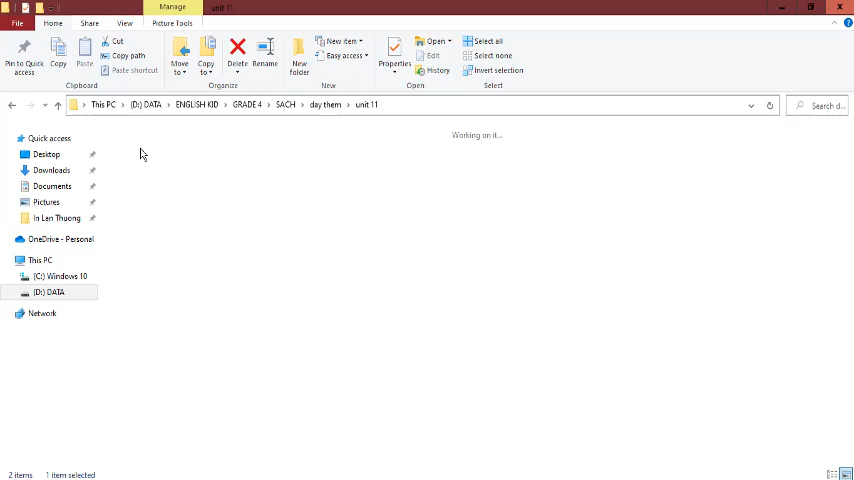 Manage
unit 11
File
Home
Share
View
Picture Tools
Pin to Quick access
Copy
Paste
Cut
Copy path
Paste shortcut
Clipboard
Move to
Copy to
Delete
Rename
Organize
New folder
New item
Easy access
New
Properties
Open
Edit
History
Open
Select all
Select none
Invert selection
Select
This PC > (D:) DATA > ENGLISH KID > GRADE 4 > SACH > day them > unit 11
Search d...
Quick access
Working on it...
Desktop
Downloads
Documents
Pictures
In Lan Thuong
OneDrive - Personal
This PC
(C:) Windows 10
(D:) DATA
Network
2 items
1 item selected